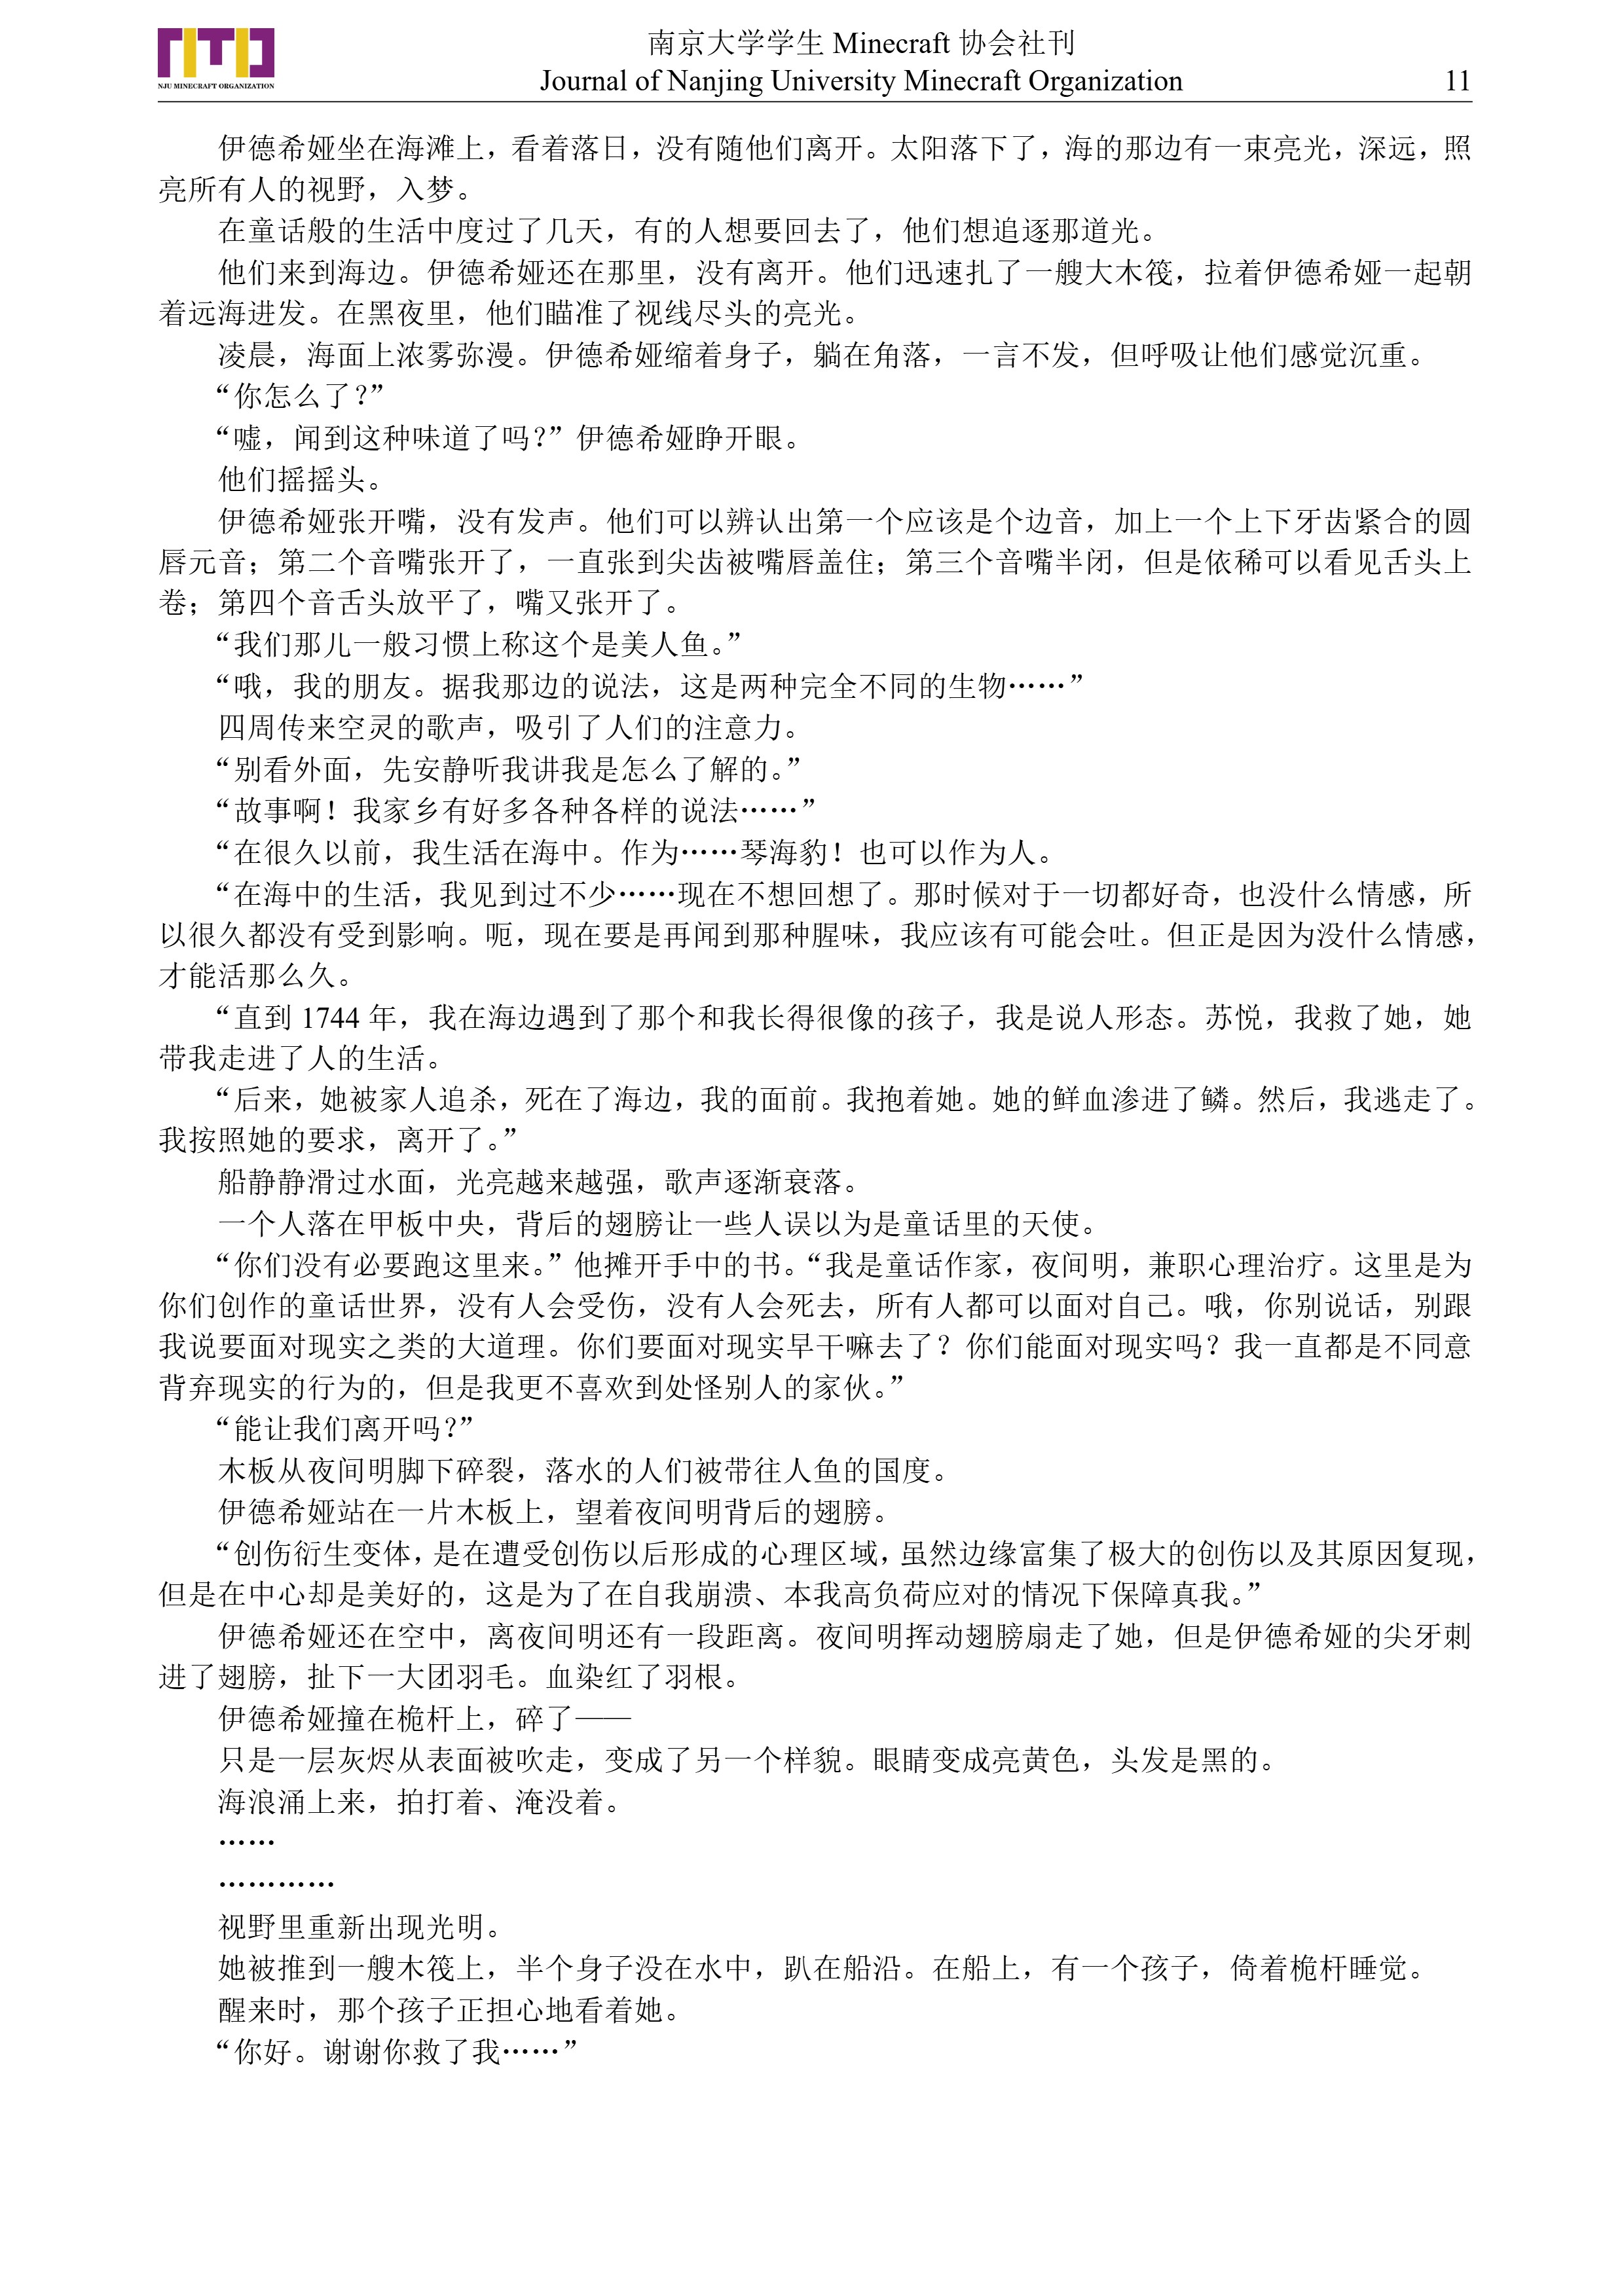 NJU MINECRAFT ORGANIZATION
南京大学学生 Minecraft 协会社刊
Journal of Nanjing University Minecraft Organization
11
伊德希娅坐在海滩上，看着落日，没有随他们离开。太阳落下了，海的那边有一束亮光，深远，照
亮所有人的视野，入梦。
在童话般的生活中度过了几天，有的人想要回去了，他们想追逐那道光。
他们来到海边。伊德希娅还在那里，没有离开。他们迅速扎了一艘大木筏，拉着伊德希娅一起朝
着远海进发。在黑夜里，他们瞄准了视线尽头的亮光。
凌晨，海面上浓雾弥漫。伊德希娅缩着身子，躺在角落，一言不发，但呼吸让他们感觉沉重。
“你怎么了？”
“嘘，闻到这种味道了吗？”伊德希娅睁开眼。
他们摇摇头。
伊德希娅张开嘴，没有发声。他们可以辨认出第一个应该是个边音，加上一个上下牙齿紧合的圆
唇元音；第二个音嘴张开了，一直张到尖齿被嘴唇盖住；第三个音嘴半闭，但是依稀可以看见舌头上
卷；第四个音舌头放平了，嘴又张开了。
“我们那儿一般习惯上称这个是美人鱼。”
“哦，我的朋友。据我那边的说法，这是两种完全不同的生物……”
四周传来空灵的歌声，吸引了人们的注意力。
“别看外面，先安静听我讲我是怎么了解的。”
“故事啊！我家乡有好多各种各样的说法……”
“在很久以前，我生活在海中。作为……琴海豹！也可以作为人。
“在海中的生活，我见到过不少……现在不想回想了。那时候对于一切都好奇，也没什么情感，所
以很久都没有受到影响。呃，现在要是再闻到那种腥味，我应该有可能会吐。但正是因为没什么情感，
才能活那么久。
“直到 1744 年，我在海边遇到了那个和我长得很像的孩子，我是说人形态。苏悦，我救了她，她
带我走进了人的生活。
“后来，她被家人追杀，死在了海边，我的面前。我抱着她。她的鲜血渗进了鳞。然后，我逃走了。
我按照她的要求，离开了。”
船静静滑过水面，光亮越来越强，歌声逐渐衰落。
一个人落在甲板中央，背后的翅膀让一些人误以为是童话里的天使。
“你们没有必要跑这里来。”他摊开手中的书。“我是童话作家，夜间明，兼职心理治疗。这里是为
你们创作的童话世界，没有人会受伤，没有人会死去，所有人都可以面对自己。哦，你别说话，别跟
我说要面对现实之类的大道理。你们要面对现实早干嘛去了？你们能面对现实吗？我一直都是不同意
背弃现实的行为的，但是我更不喜欢到处怪别人的家伙。”
“能让我们离开吗？”
木板从夜间明脚下碎裂，落水的人们被带往人鱼的国度。
伊德希娅站在一片木板上，望着夜间明背后的翅膀。
“创伤衍生变体，是在遭受创伤以后形成的心理区域，虽然边缘富集了极大的创伤以及其原因复现，
但是在中心却是美好的，这是为了在自我崩溃、本我高负荷应对的情况下保障真我。”
伊德希娅还在空中，离夜间明还有一段距离。夜间明挥动翅膀扇走了她，但是伊德希娅的尖牙刺
进了翅膀，扯下一大团羽毛。血染红了羽根。
伊德希娅撞在桅杆上，碎了——
只是一层灰烬从表面被吹走，变成了另一个样貌。眼睛变成亮黄色，头发是黑的。
海浪涌上来，拍打着、淹没着。
……
…………
视野里重新出现光明。
她被推到一艘木筏上，半个身子没在水中，趴在船沿。在船上，有一个孩子，倚着桅杆睡觉。
醒来时，那个孩子正担心地看着她。
“你好。谢谢你救了我……”